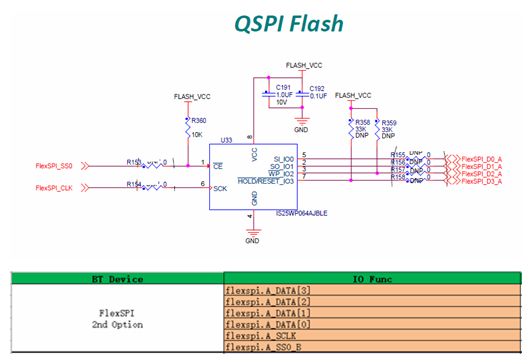 QSPI Flash
FLASH_VCC
FLASH_VCC
FLASH_VCC
C191
1.0UF
10V
C192
0.1UF
GND
R360
10K
R358
33K
DNP
R359
33K
DNP
U33
8
VCC
FlexSPI_SS0
R153
0
1
CE
FlexSPI_CLK
R154
0
6
SCK
SI_IO0
5
R155
0
FlexSPI_D0_A
SO_IO1
2
R156
0
FlexSPI_D1_A
WP_IO2
3
R157
0
FlexSPI_D2_A
HOLD/RESET_IO3
7
R158
0
FlexSPI_D3_A
DNP
DNP
GND
4
IS25WP064AJBLE
GND
BT Device
IO Func
FlexSPI
2nd Option
flexspi.A_DATA[3]
flexspi.A_DATA[2]
flexspi.A_DATA[1]
flexspi.A_DATA[0]
flexspi.A_SCLK
flexspi.A_SS0_B